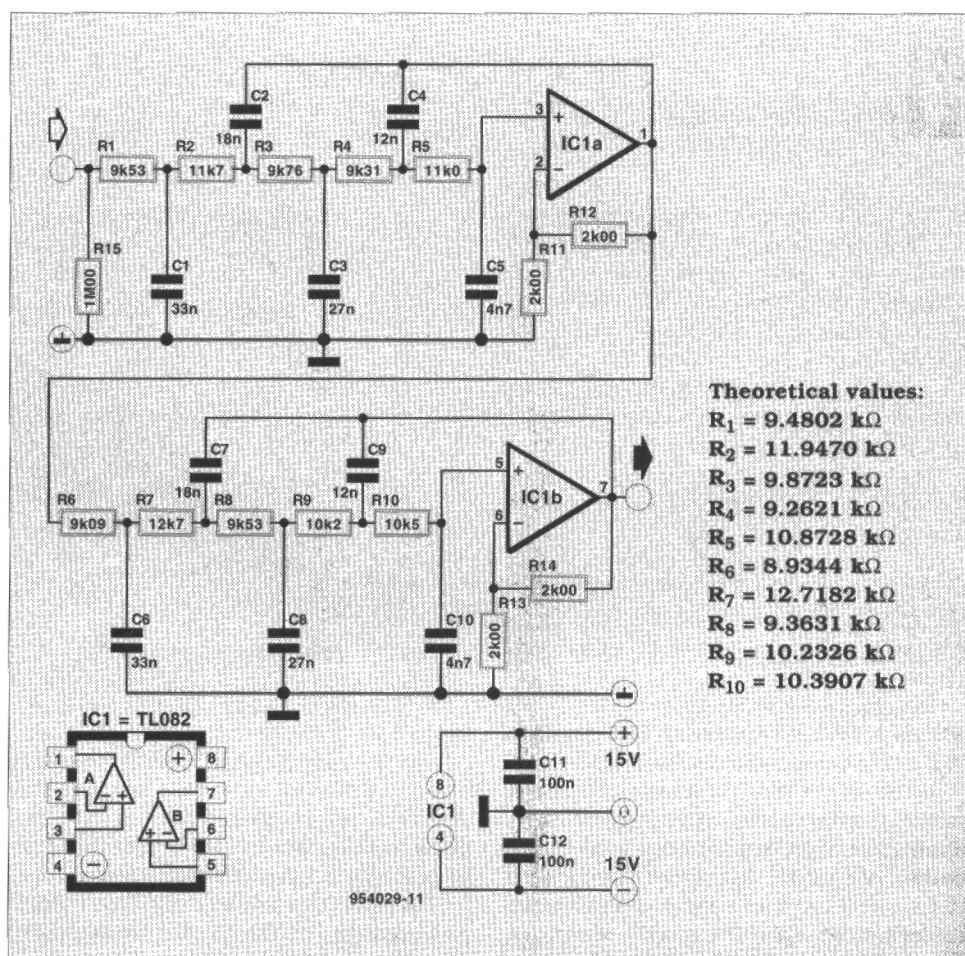 C2
18n
C4
12n
R1
9k53
R2
11k7
R3
9k76
R4
9k31
R5
11k0
3
+
2
−
IC1a
1
R12
2k00
R11
2k00
R15
1M00
C1
33n
C3
27n
C5
4n7
C7
18n
C9
12n
R6
9k09
R7
12k7
R8
9k53
R9
10k2
R10
10k5
5
+
6
−
IC1b
7
R14
2k00
R13
2k00
C6
33n
C8
27n
C10
4n7
Theoretical values:
R1 = 9.4802 kΩ
R2 = 11.9470 kΩ
R3 = 9.8723 kΩ
R4 = 9.2621 kΩ
R5 = 10.8728 kΩ
R6 = 8.9344 kΩ
R7 = 12.7182 kΩ
R8 = 9.3631 kΩ
R9 = 10.2326 kΩ
R10 = 10.3907 kΩ
IC1 = TL082
1
2
3
4
A
− +
+
B
+ −
−
8
7
6
5
8
IC1
4
C11
100n
C12
100n
+
15V
0
15V
−
954029-11